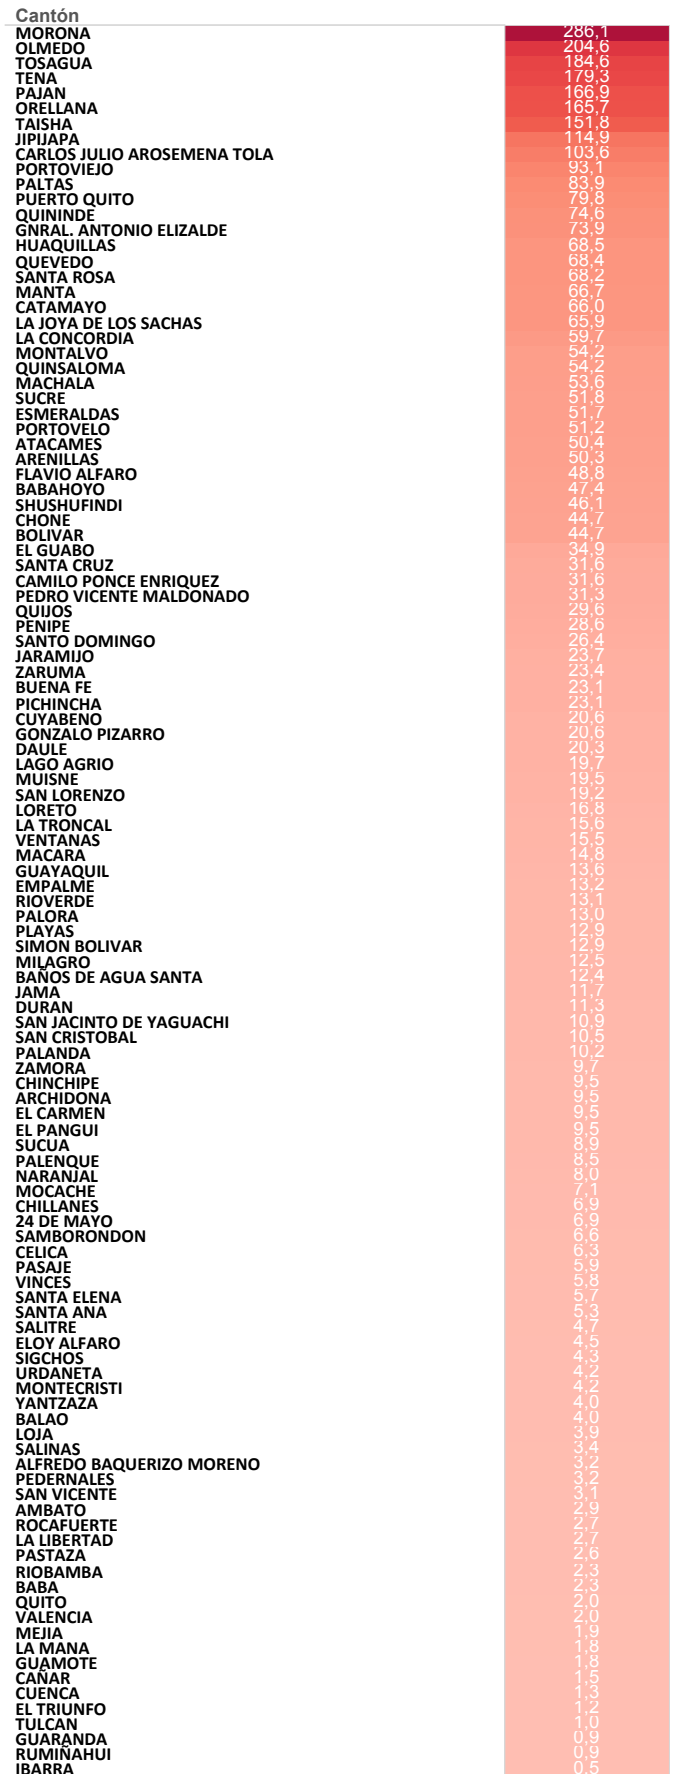 Cantón
MORONA 286,1
OLMEDO 204,6
TOSAGUA 184,6
TENA 179,3
PAJAN 166,9
ORELLANA 165,7
TAISHA 151,8
JIPIJAPA 114,9
CARLOS JULIO AROSEMENA TOLA 103,6
PORTOVIEJO 93,1
PALTAS 83,9
PUERTO QUITO 79,8
QUININDE 74,6
GNRAL. ANTONIO ELIZALDE 73,9
HUAQUILLAS 68,5
QUEVEDO 68,4
SANTA ROSA 68,2
MANTA 66,7
CATAMAYO 66,0
LA JOYA DE LOS SACHAS 65,9
LA CONCORDIA 59,7
MONTALVO 54,2
QUINSALOMA 54,2
MACHALA 53,6
SUCRE 51,8
ESMERALDAS 51,7
PORTOVELO 51,2
ATACAMES 50,4
ARENILLAS 50,3
FLAVIO ALFARO 48,8
BABAHOYO 47,4
SHUSHUFINDI 46,1
CHONE 44,7
BOLIVAR 44,7
EL GUABO 34,9
SANTA CRUZ 31,6
CAMILO PONCE ENRIQUEZ 31,6
PEDRO VICENTE MALDONADO 31,3
QUIJOS 29,6
PENIPE 28,6
SANTO DOMINGO 26,4
JARAMIJO 23,7
ZARUMA 23,4
BUENA FE 23,1
PICHINCHA 23,1
CUYABENO 20,6
GONZALO PIZARRO 20,6
DAULE 20,3
LAGO AGRIO 19,7
MUISNE 19,5
SAN LORENZO 19,2
LORETO 16,8
LA TRONCAL 15,6
VENTANAS 15,5
MACARA 14,8
GUAYAQUIL 13,6
EMPALME 13,2
RIOVERDE 13,1
PALORA 13,0
PLAYAS 12,9
SIMON BOLIVAR 12,9
MILAGRO 12,5
BAÑOS DE AGUA SANTA 12,4
JAMA 11,7
DURAN 11,3
SAN JACINTO DE YAGUACHI 10,9
SAN CRISTOBAL 10,5
PALANDA 10,2
ZAMORA 9,7
CHINCHIPE 9,5
ARCHIDONA 9,5
EL CARMEN 9,5
EL PANGUI 9,5
SUCUA 8,9
PALENQUE 8,5
NARANJAL 8,0
MOCACHE 7,1
CHILLANES 6,9
24 DE MAYO 6,9
SAMBORONDON 6,6
CELICA 6,3
PASAJE 5,9
VINCES 5,8
SANTA ELENA 5,7
SANTA ANA 5,3
SALITRE 4,7
ELOY ALFARO 4,5
SIGCHOS 4,3
URDANETA 4,2
MONTECRISTI 4,2
YANTZAZA 4,0
BALAO 4,0
LOJA 3,9
SALINAS 3,4
ALFREDO BAQUERIZO MORENO 3,2
PEDERNALES 3,2
SAN VICENTE 3,1
AMBATO 2,9
ROCAFUERTE 2,7
LA LIBERTAD 2,7
PASTAZA 2,6
RIOBAMBA 2,3
BABA 2,3
QUITO 2,0
VALENCIA 2,0
MEJIA 1,9
LA MANA 1,8
GUAMOTE 1,8
CAÑAR 1,5
CUENCA 1,3
EL TRIUNFO 1,2
TULCAN 1,0
GUARANDA 0,9
RUMIÑAHUI 0,9
IBARRA 0,5